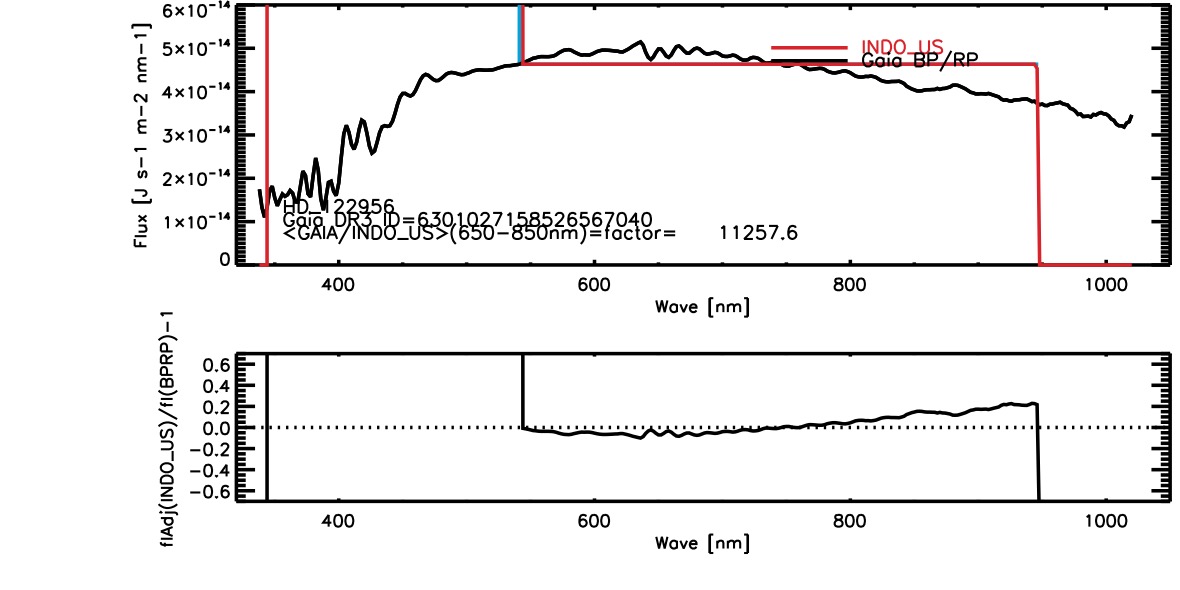 6×10⁻¹⁴
5×10⁻¹⁴
4×10⁻¹⁴
3×10⁻¹⁴
2×10⁻¹⁴
1×10⁻¹⁴
0
Flux [J s−1 m−2 nm−1]
INDO_US
Gaia BP/RP
HD_122956
Gaia DR3 ID=6301027158526567040
<GAIA/INDO_US>(650−850nm)=factor= 11257.6
400 600 800 1000
Wave [nm]
0.6
0.4
0.2
0.0
−0.2
−0.4
−0.6
flAdj(INDO_US)/fl(BPRP)−1
400 600 800 1000
Wave [nm]